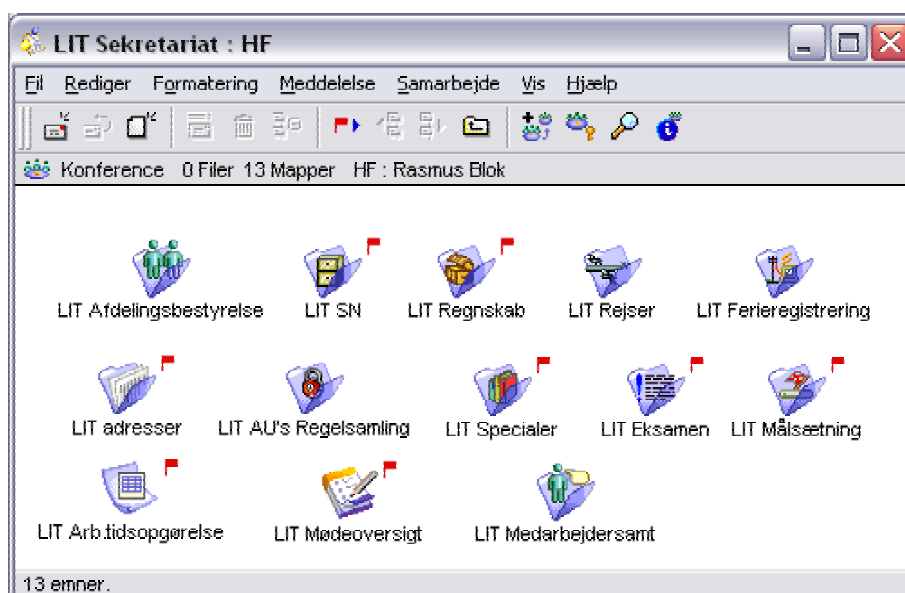 LIT Sekretariat : HF
Fil Rediger Formatering Meddelelse Samarbejde Vis Hjælp
Konference 0 Filer 13 Mapper HF : Rasmus Blok
LIT Afdelingsbestyrelse LIT SN LIT Regnskab LIT Rejser LIT Ferieregistrering
LIT adresser LIT AU's Regelsamling LIT Specialer LIT Eksamen LIT Målsætning
LIT Arb.tidsopgørelse LIT Mødeoversigt LIT Medarbejdersamt
13 emner.